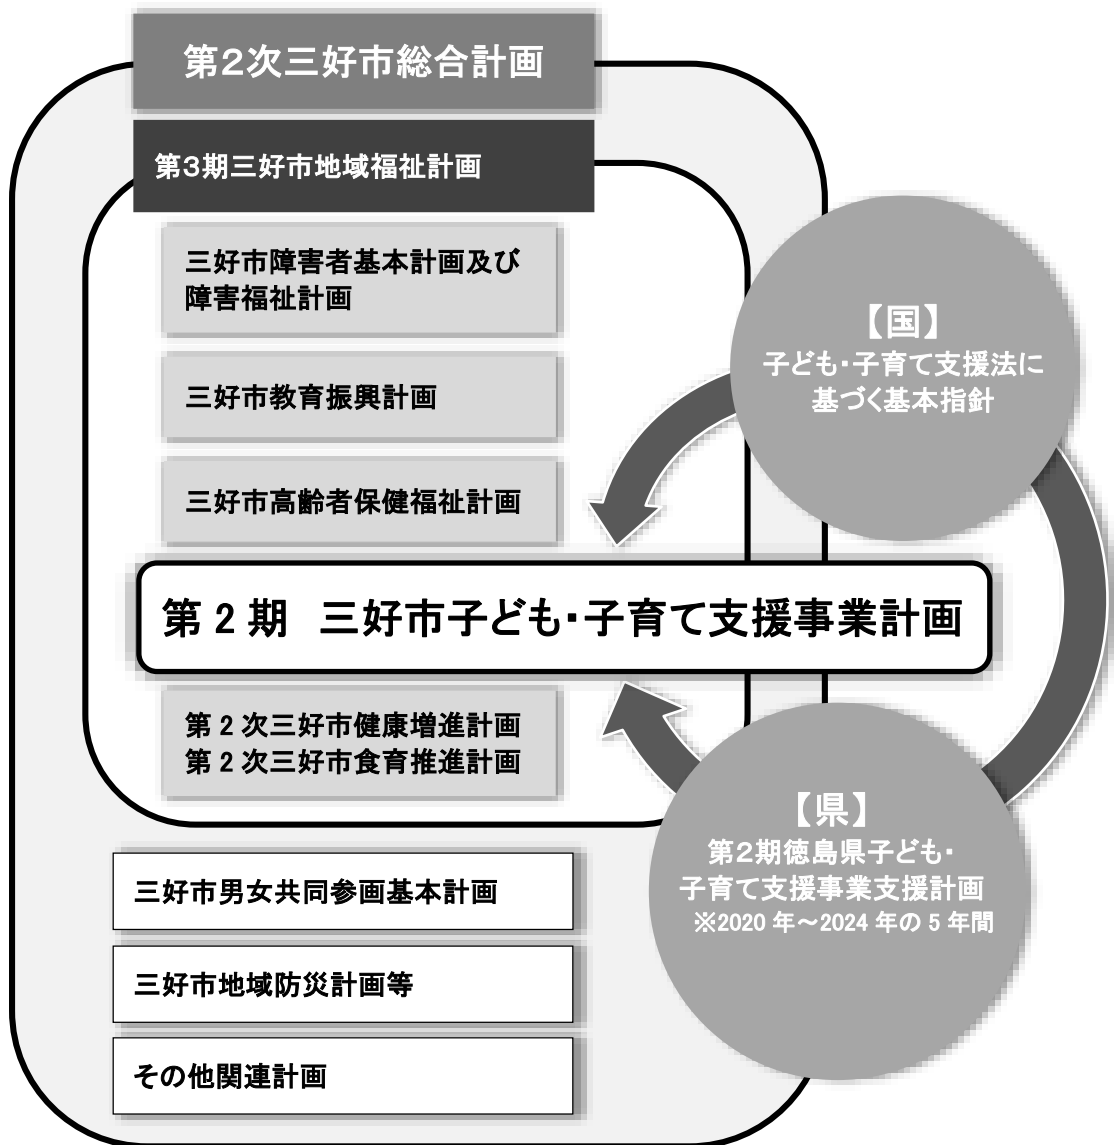 第2次三好市総合計画
第3期三好市地域福祉計画
三好市障害者基本計画及び
障害福祉計画
三好市教育振興計画
三好市高齢者保健福祉計画
【国】
子ども・子育て支援法に
基づく基本指針
第2期　三好市子ども・子育て支援事業計画
第2次三好市健康増進計画
第2次三好市食育推進計画
【県】
第2期徳島県子ども・
子育て支援事業支援計画
※2020年～2024年の5年間
三好市男女共同参画基本計画
三好市地域防災計画等
その他関連計画